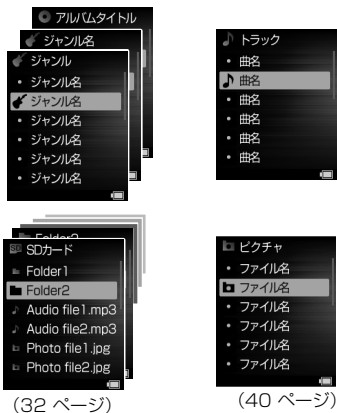 アルバムタイトル
ジャンル名
ジャンル
・ ジャンル名
ジャンル名
・ ジャンル名
・ ジャンル名
・ ジャンル名
・ ジャンル名
トラック
・ 曲名
曲名
・ 曲名
・ 曲名
・ 曲名
・ 曲名
SDカード
Folder1
Folder2
Audio file1.mp3
Audio file2.mp3
Photo file1.jpg
Photo file2.jpg
(32 ページ)
ピクチャ
・ ファイル名
ファイル名
・ ファイル名
・ ファイル名
・ ファイル名
・ ファイル名
(40 ページ)